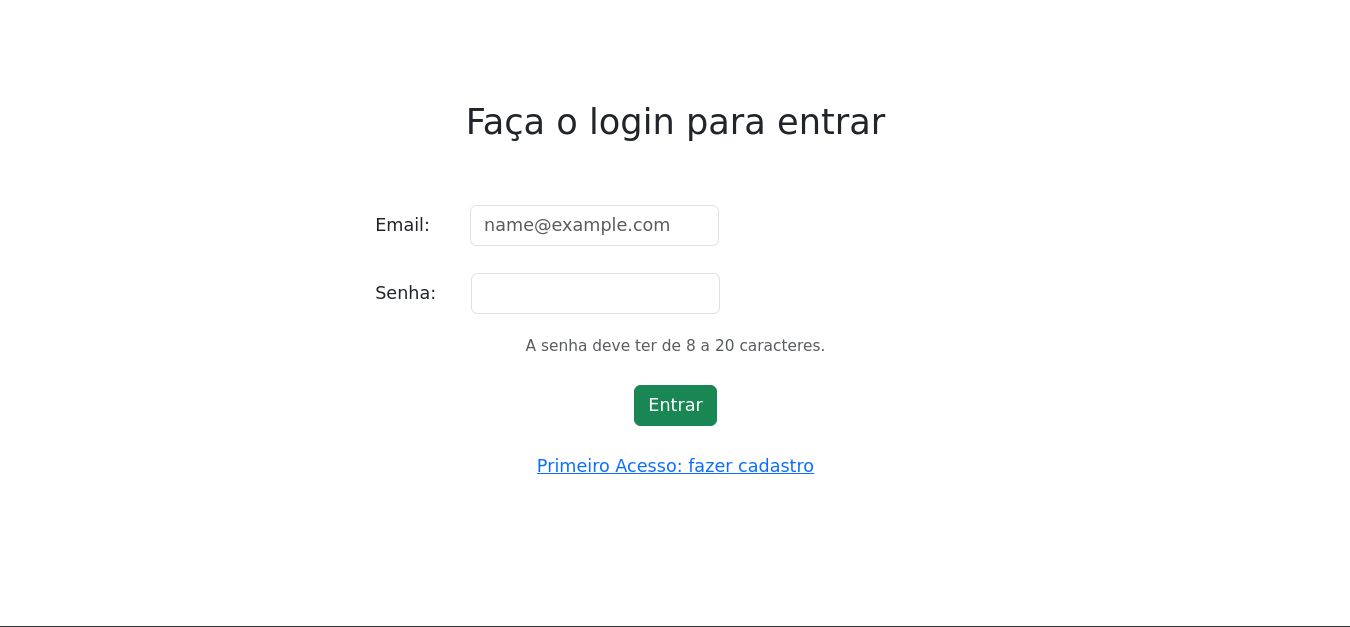 Faça o login para entrar
Email: name@example.com
Senha:
A senha deve ter de 8 a 20 caracteres.
Entrar
Primeiro Acesso: fazer cadastro